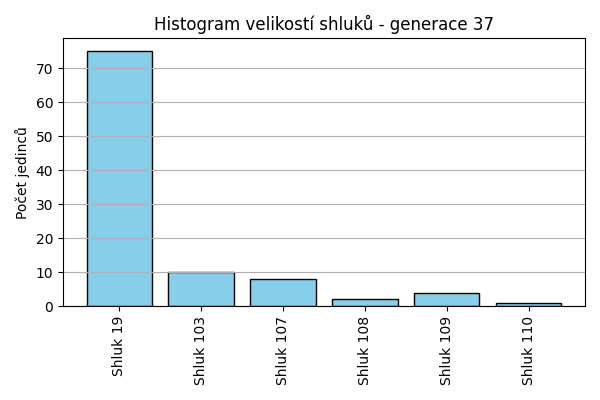 Histogram velikostí shluků - generace 37
Počet jedinců
70
60
50
40
30
20
10
0
Shluk 19
Shluk 103
Shluk 107
Shluk 108
Shluk 109
Shluk 110